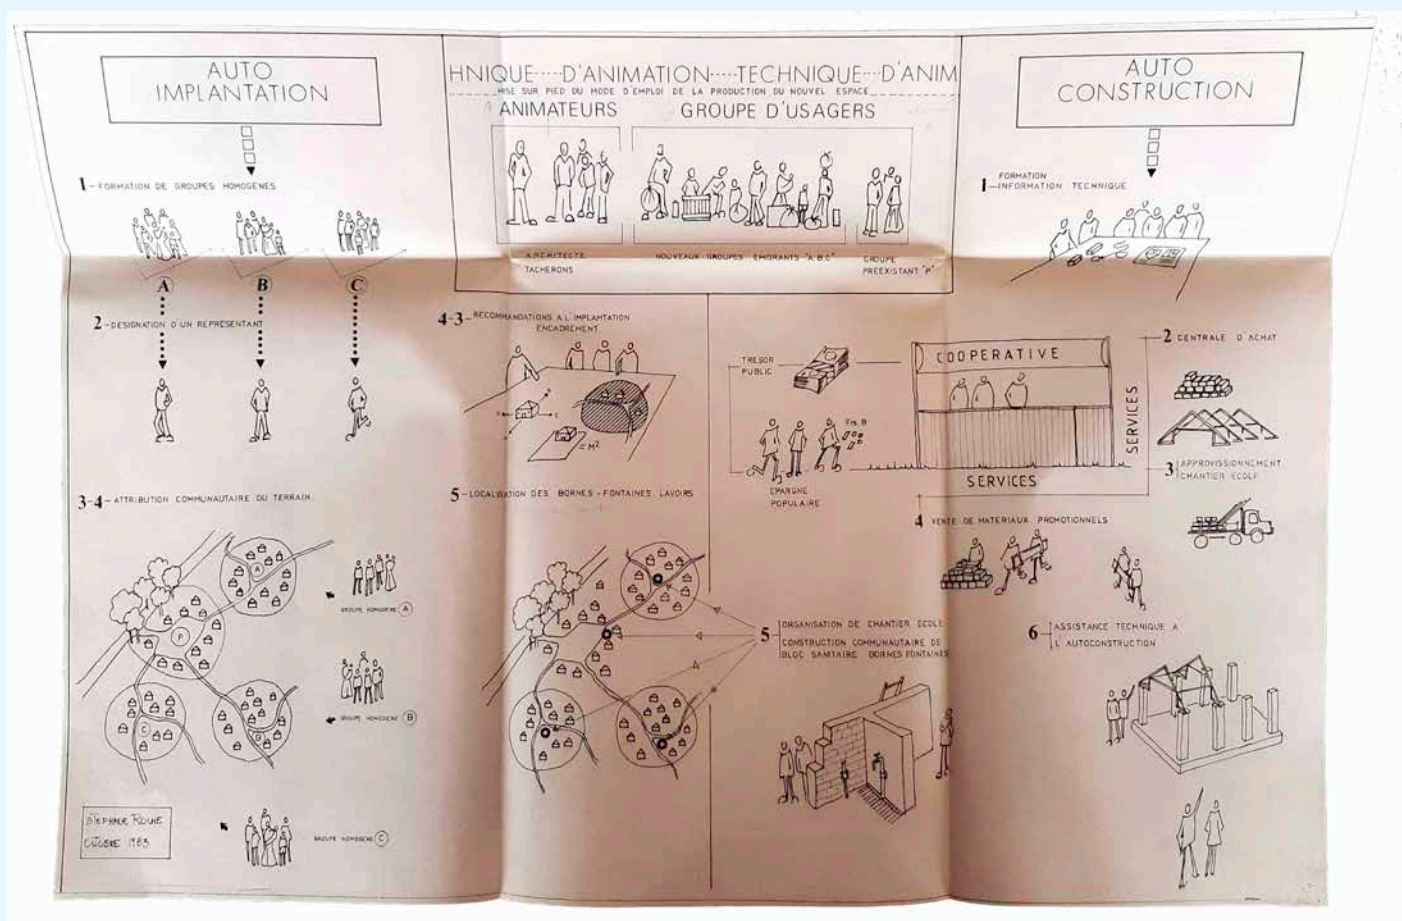 AUTO
IMPLANTATION
1 - FORMATION DE GROUPES HOMOGENES
A B C
2 - DESIGNATION D'UN REPRESENTANT
3-4 - ATTRIBUTION COMMUNAUTAIRE DU TERRAIN
A
P
C
B
GROUPE HOMOGENE A
GROUPE HOMOGENE B
GROUPE HOMOGENE C
STEPHANE
OCTOBRE 1983
HNIQUE····D'ANIMATION····TECHNIQUE···D'ANIM
MISE SUR PIED DU MODE D'EMPLOI DE LA PRODUCTION DU NOUVEL ESPACE
ANIMATEURS GROUPE D'USAGERS
ARCHITECTE
TACHERONS
NOUVEAUX GROUPES EMIGRANTS "A,B,C"
GROUPE
PREEXISTANT "P"
4-3 - RECOMMANDATIONS A L'IMPLANTATION
ENCADREMENT
= M²
5 - LOCALISATION DES BORNES - FONTAINES, LAVOIRS
TRESOR
PUBLIC
EPARGNE
POPULAIRE
COOPERATIVE
SERVICES
SERVICES
5 ORGANISATION DE CHANTIER ECOLE
CONSTRUCTION COMMUNAUTAIRE DE
BLOC SANITAIRE BORNES FONTAINES
AUTO
CONSTRUCTION
1 - FORMATION
INFORMATION TECHNIQUE
2 CENTRALE D'ACHAT
3 APPROVISSIONNEMENT
CHANTIER ECOLE
4 VENTE DE MATERIAUX PROMOTIONNELS
6 ASSISTANCE TECHNIQUE A
L'AUTOCONSTRUCTION